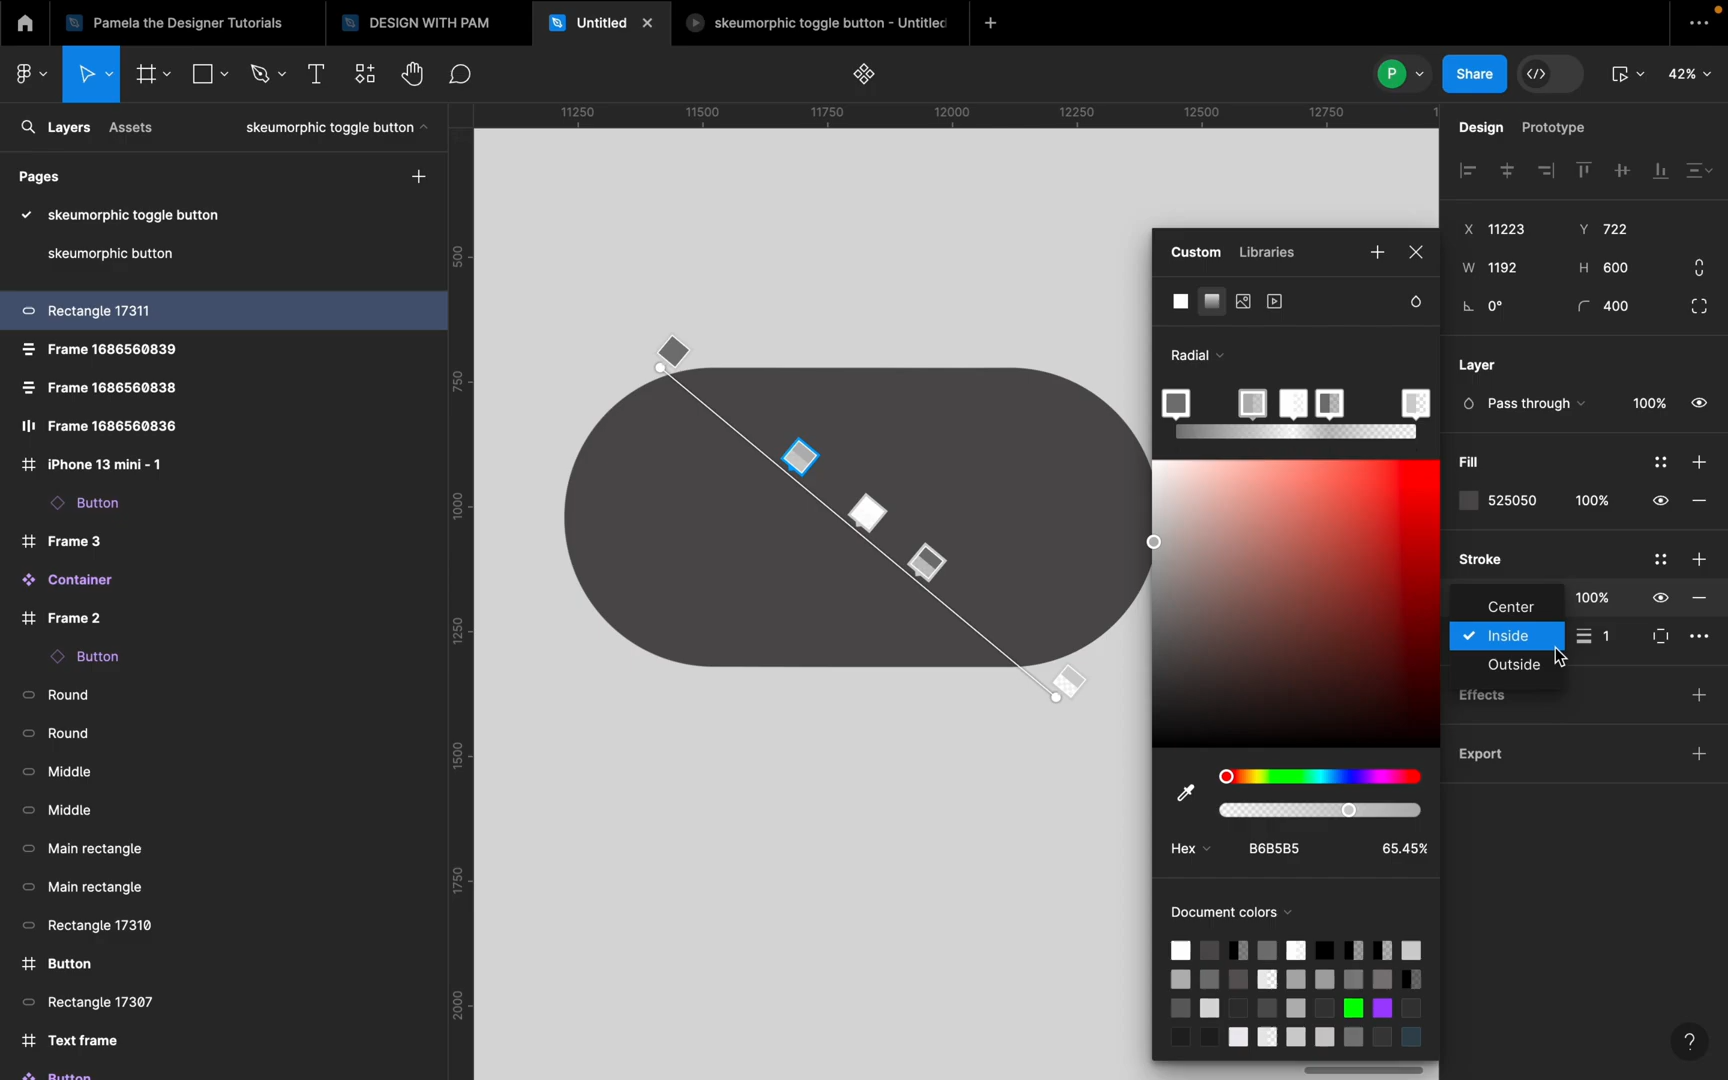 Pamela the Designer Tutorials
DESIGN WITH PAM
Untitled
skeumorphic toggle button - Untitled
P
Share
42%
Layers
Assets
skeumorphic toggle button
Pages
skeumorphic toggle button
skeumorphic button
Rectangle 17311
Frame 1686560839
Frame 1686560838
Frame 1686560836
iPhone 13 mini - 1
Button
Frame 3
Container
Frame 2
Button
Round
Round
Middle
Middle
Main rectangle
Main rectangle
Rectangle 17310
Button
Rectangle 17307
Text frame
Button
11250
11500
11750
12000
12250
12500
12750
500
750
1000
1250
1500
1750
2000
Custom
Libraries
Radial
Hex
B6B5B5
65.45%
Document colors
Design
Prototype
X 11223
Y 722
W 1192
H 600
0°
400
Layer
Pass through
100%
Fill
525050
100%
Stroke
100%
Center
Inside
Outside
1
Effects
Export
?